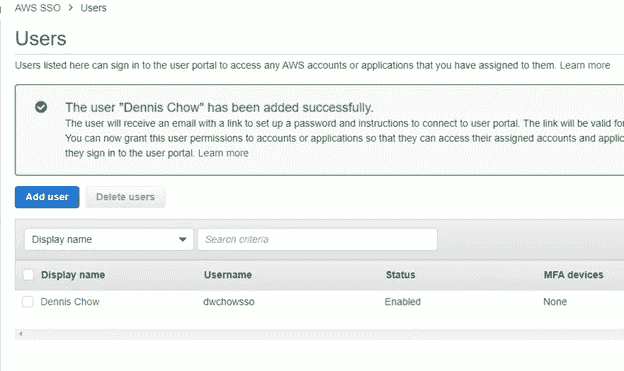 AWS SSO > Users
Users
Users listed here can sign in to the user portal to access any AWS accounts or applications that you have assigned to them. Learn more
The user "Dennis Chow" has been added successfully.
The user will receive an email with a link to set up a password and instructions to connect to user portal. The link will be valid for
You can now grant this user permissions to accounts or applications so that they can access their assigned accounts and applic
they sign in to the user portal. Learn more
Add user Delete users
Display name Search criteria
Display name Username Status MFA devices
Dennis Chow dwchowsso Enabled None